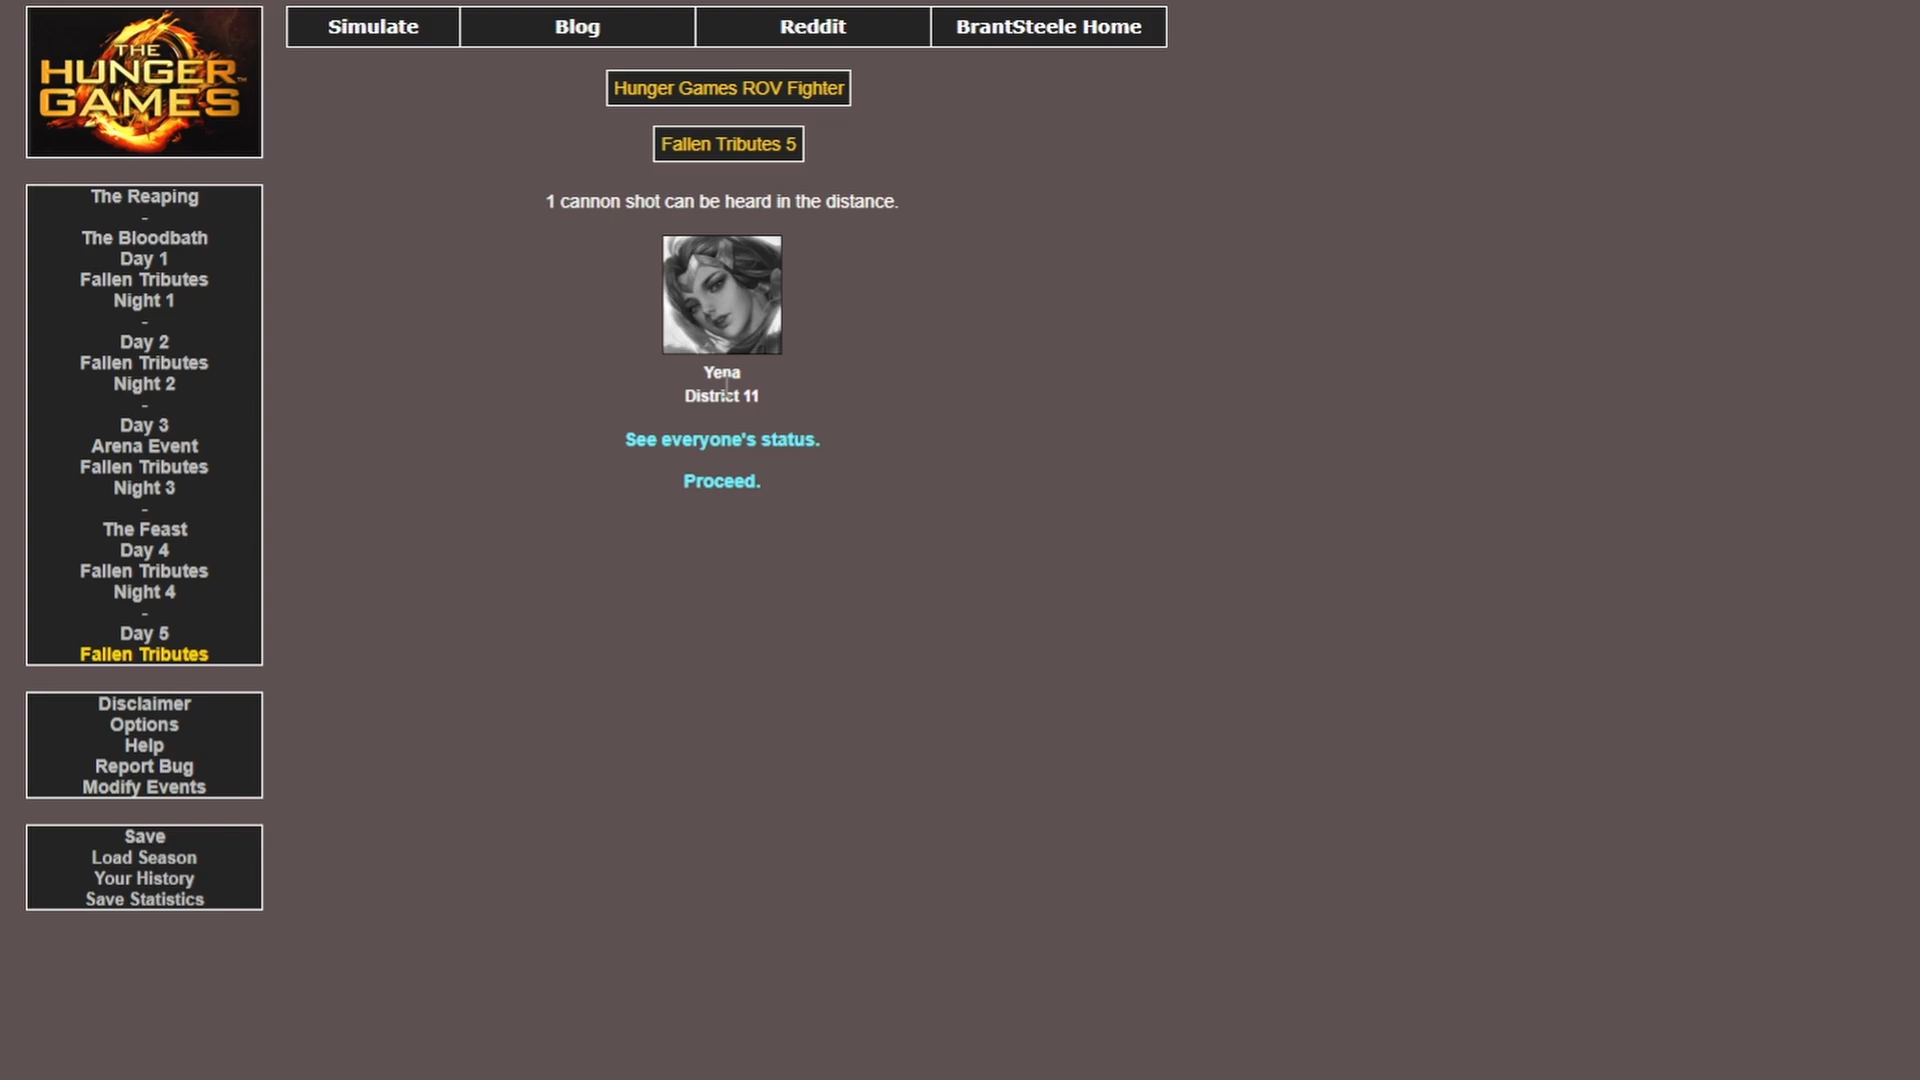 THE
HUNGER
GAMES
Simulate
Blog
Reddit
BrantSteele Home
Hunger Games ROV Fighter
Fallen Tributes 5
1 cannon shot can be heard in the distance.
Yena
District 11
See everyone's status.
Proceed.
The Reaping
-
The Bloodbath
Day 1
Fallen Tributes
Night 1
-
Day 2
Fallen Tributes
Night 2
-
Day 3
Arena Event
Fallen Tributes
Night 3
-
The Feast
Day 4
Fallen Tributes
Night 4
-
Day 5
Fallen Tributes
Disclaimer
Options
Help
Report Bug
Modify Events
Save
Load Season
Your History
Save Statistics